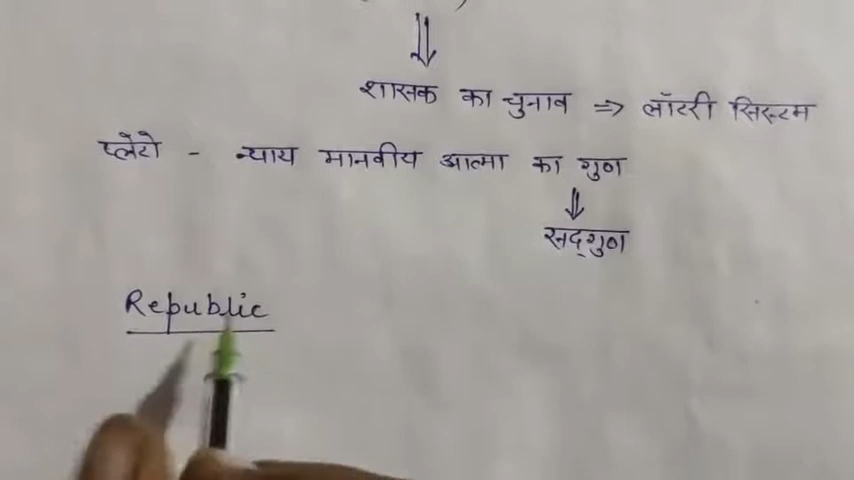 शासक का चुनाव ⇒ लॉटरी सिस्टम
प्लेटो - न्याय मानवीय आत्मा का गुण
सद्‌गुण
Republic